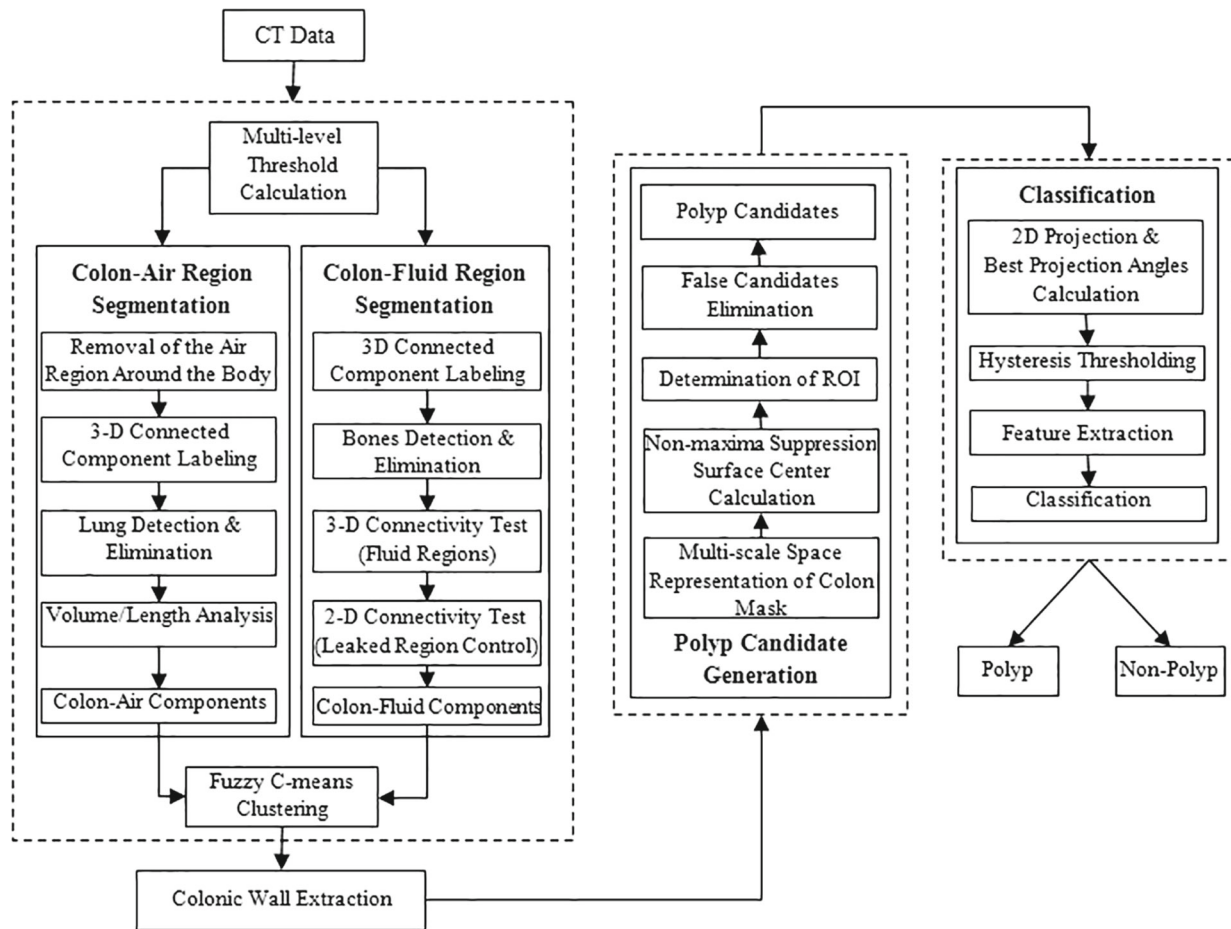 CT Data
Multi-level
Threshold
Calculation
Colon-Air Region
Segmentation
Removal of the Air
Region Around the Body
3-D Connected
Component Labeling
Lung Detection &
Elimination
Volume/Length Analysis
Colon-Air Components
Colon-Fluid Region
Segmentation
3D Connected
Component Labeling
Bones Detection &
Elimination
3-D Connectivity Test
(Fluid Regions)
2-D Connectivity Test
(Leaked Region Control)
Colon-Fluid Components
Fuzzy C-means
Clustering
Colonic Wall Extraction
Polyp Candidates
False Candidates
Elimination
Determination of ROI
Non-maxima Suppression
Surface Center
Calculation
Multi-scale Space
Representation of Colon
Mask
Polyp Candidate
Generation
Classification
2D Projection &
Best Projection Angles
Calculation
Hysteresis Thresholding
Feature Extraction
Classification
Polyp
Non-Polyp